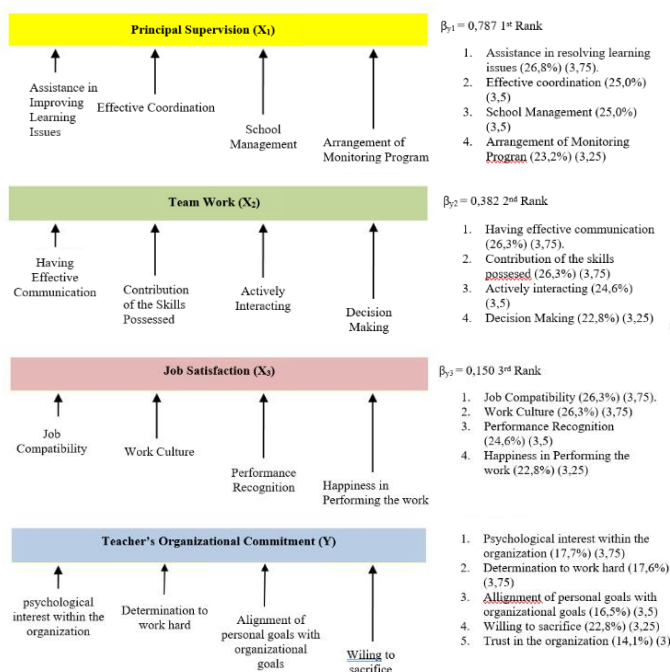 Principal Supervision (X₁)
Assistance in
Improving
Learning
Issues
Effective Coordination
School
Management
Arrangement of
Monitoring Program
βy1 = 0,787 1st Rank
1. Assistance in resolving learning
issues (26,8%) (3,75).
2. Effective coordination (25,0%)
(3,5)
3. School Management (25,0%)
(3,5)
4. Arrangement of Monitoring
Progran (23,2%) (3,25)
Team Work (X₂)
Having
Effective
Communication
Contribution
of the Skills
Possessed
Actively
Interacting
Decision
Making
βy2 = 0,382 2nd Rank
1. Having effective communication
(26,3%) (3,75).
2. Contribution of the skills
possesed (26,3%) (3,75)
3. Actively interacting (24,6%)
(3,5)
4. Decision Making (22,8%) (3,25)
Job Satisfaction (X₃)
Job
Compatibility
Work Culture
Performance
Recognition
Happiness in
Performing the work
βy3 = 0,150 3rd Rank
1. Job Compatibility (26,3%) (3,75).
2. Work Culture (26,3%) (3,75)
3. Performance Recognition
(24,6%) (3,5)
4. Happiness in Performing the
work (22,8%) (3,25)
Teacher's Organizational Commitment (Y)
psychological
interest within the
organization
Determination to
work hard
Alignment of
personal goals with
organizational
goals
Wiling to
sacrifice
1. Psychological interest within the
organization (17,7%) (3,75)
2. Determination to work hard (17,6%)
(3,75)
3. Allignment of personal goals with
organizational goals (16,5%) (3,5)
4. Willing to sacrifice (22,8%) (3,25)
5. Trust in the organization (14,1%) (3)